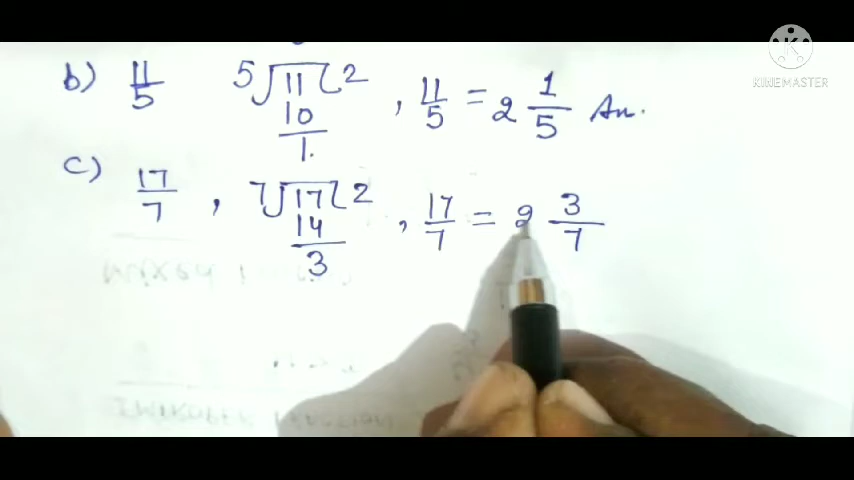 KINEMASTER
b) 11/5 5√11(2 , 11/5 = 2 1/5 An.
10
1.
c) 17/7 , 7√17(2 , 17/7 = 2 3/7
14
3